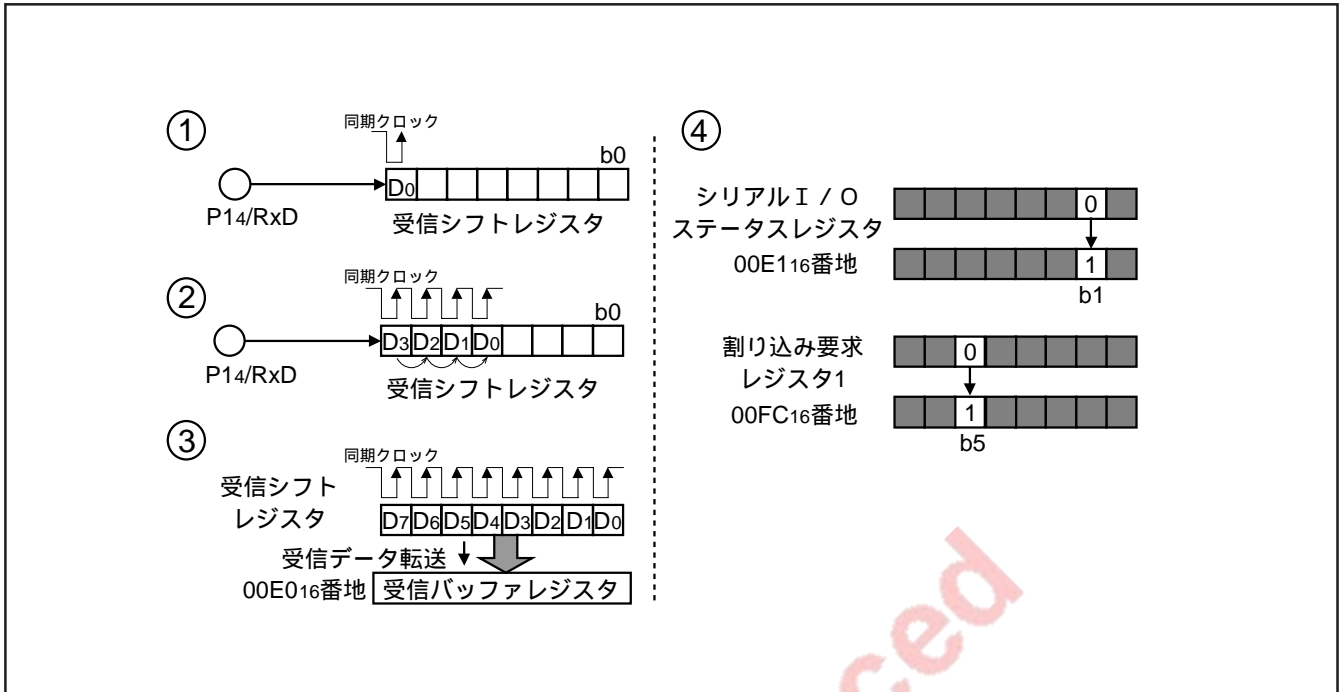 ①
同期クロック
b0
D0
P14/RxD
受信シフトレジスタ
②
同期クロック
b0
D3 D2 D1 D0
P14/RxD
受信シフトレジスタ
③
同期クロック
受信シフト
レジスタ
D7 D6 D5 D4 D3 D2 D1 D0
受信データ転送
00E016番地 受信バッファレジスタ
④
シリアルI/O
ステータスレジスタ
00E116番地
0
1
b1
割り込み要求
レジスタ1
00FC16番地
0
1
b5
ced